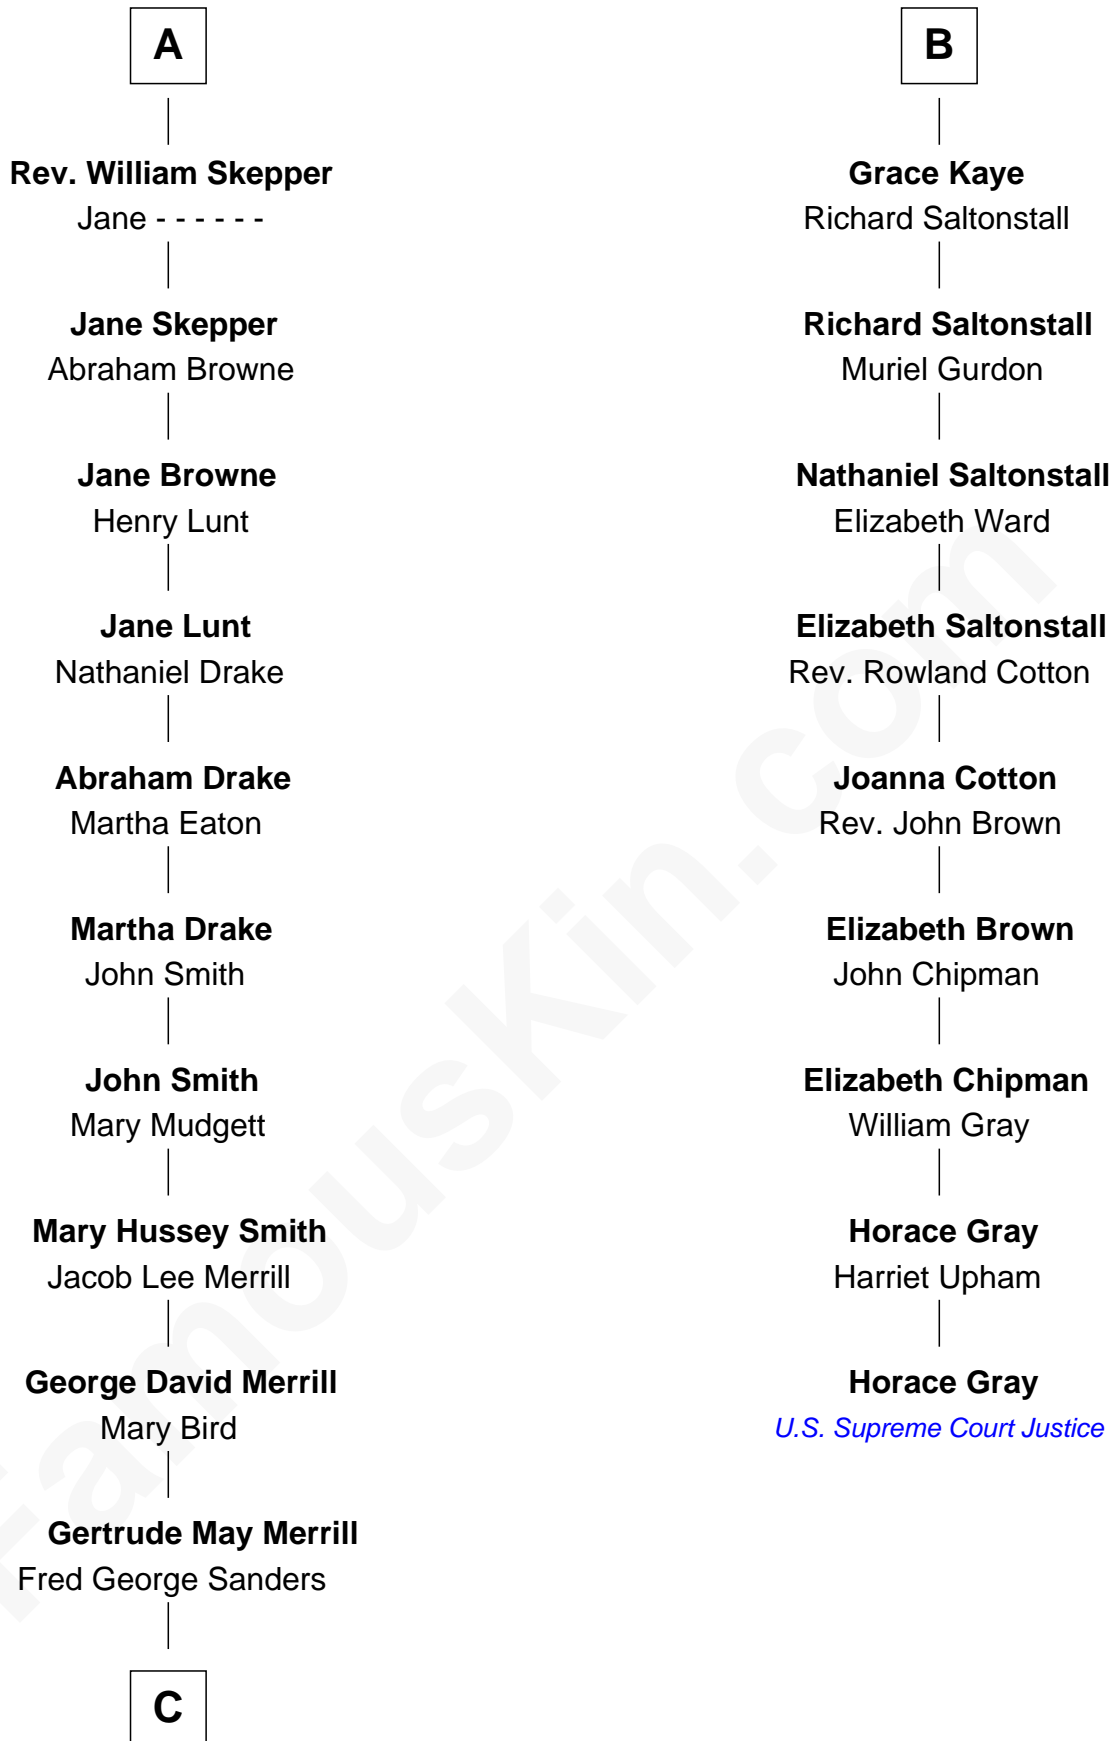 A
Rev. William Skepper
Jane - - - - - -
Jane Skepper
Abraham Browne
Jane Browne
Henry Lunt
Jane Lunt
Nathaniel Drake
Abraham Drake
Martha Eaton
Martha Drake
John Smith
John Smith
Mary Mudgett
Mary Hussey Smith
Jacob Lee Merrill
George David Merrill
Mary Bird
Gertrude May Merrill
Fred George Sanders
C
B
Grace Kaye
Richard Saltonstall
Richard Saltonstall
Muriel Gurdon
Nathaniel Saltonstall
Elizabeth Ward
Elizabeth Saltonstall
Rev. Rowland Cotton
Joanna Cotton
Rev. John Brown
Elizabeth Brown
John Chipman
Elizabeth Chipman
William Gray
Horace Gray
Harriet Upham
Horace Gray
U.S. Supreme Court Justice
FamousKin.com